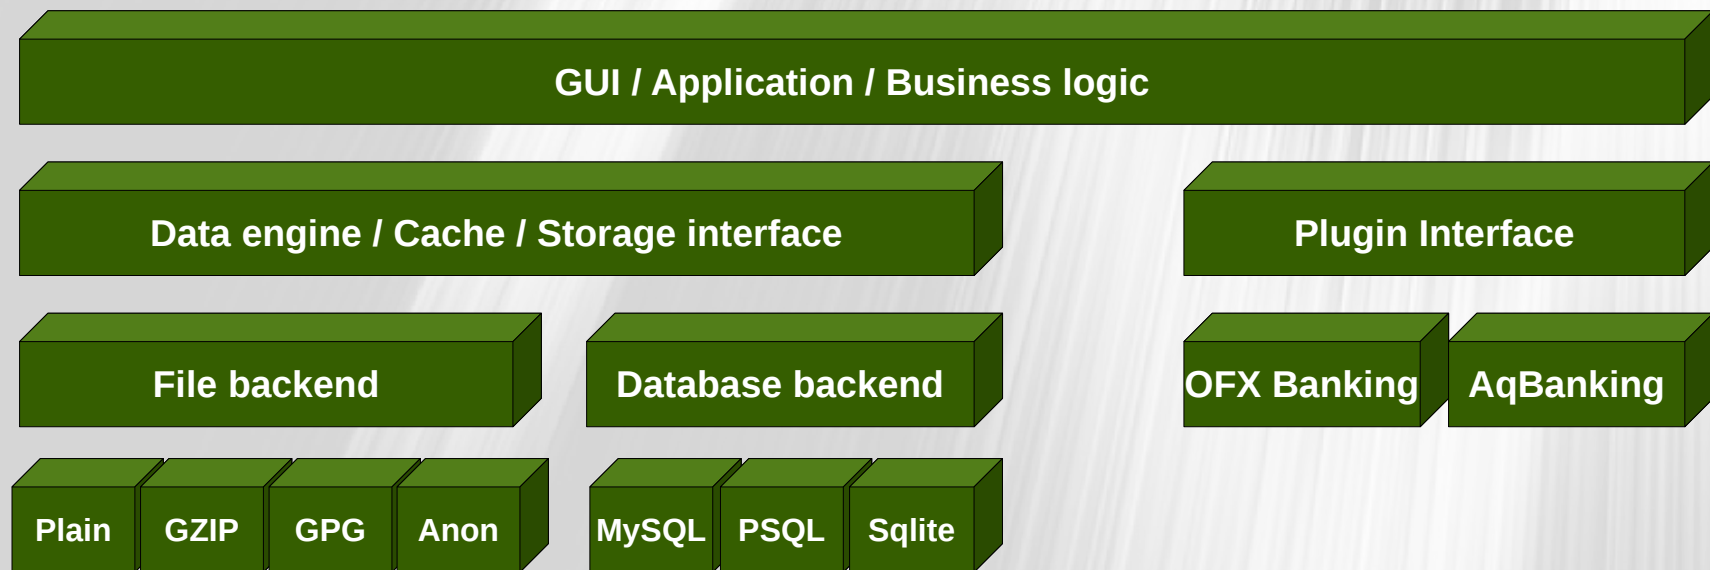 GUI / Application / Business logic
Data engine / Cache / Storage interface
Plugin Interface
File backend
Database backend
OFX Banking
AqBanking
Plain
GZIP
GPG
Anon
MySQL
PSQL
Sqlite